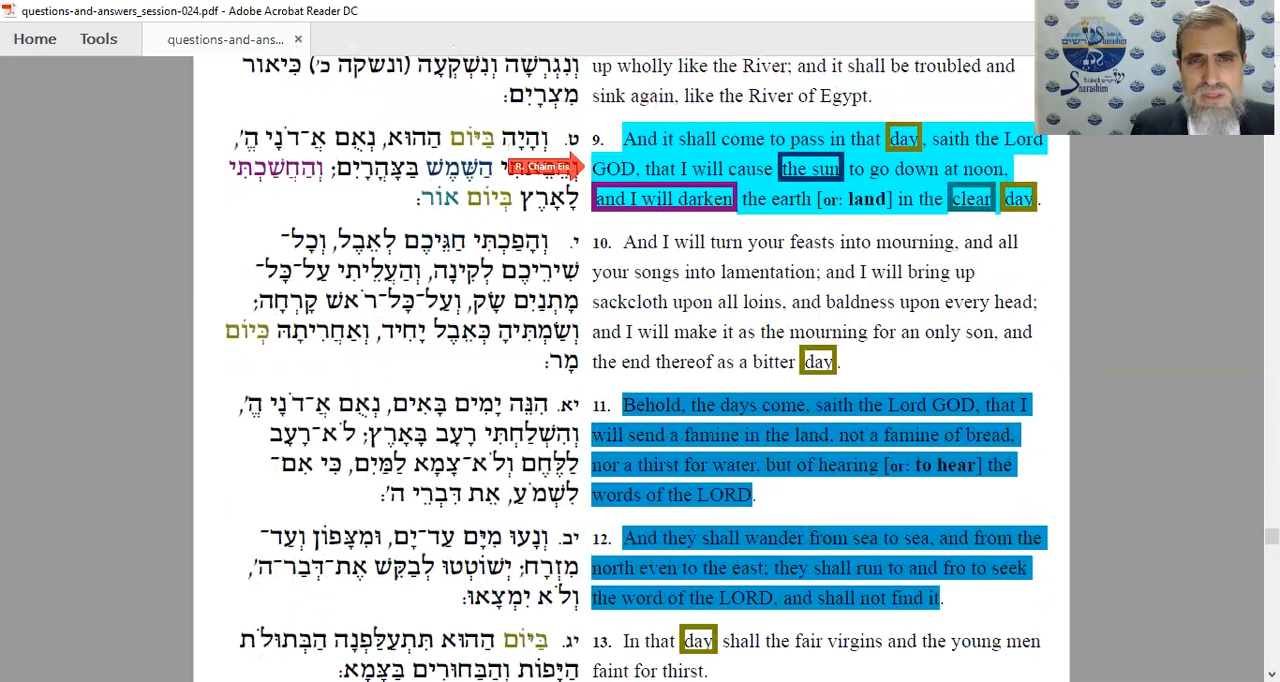 questions-and-answers_session-024.pdf - Adobe Acrobat Reader DC
Home Tools questions-and-ans... ×
Sharashim
וְנִגְרְשָׁה וְנִשְׁקְעָה (ונשקה כ') כִּיאוֹר
מִצְרָיִם:
up wholly like the River; and it shall be troubled and
sink again, like the River of Egypt.
ט. וְהָיָה בַּיּוֹם הַהוּא, נְאֻם אֲ־דֹנָי הֱ',
הַשֶּׁמֶשׁ בַּצָּהֳרָיִם; וְהַחֲשַׁכְתִּי
לָאָרֶץ בְּיוֹם אוֹר:
R. Chaim Eis
9. And it shall come to pass in that day, saith the Lord
GOD, that I will cause the sun to go down at noon,
and I will darken the earth [or: land] in the clear day.
י. וְהָפַכְתִּי חַגֵּיכֶם לְאֵבֶל, וְכָל־
שִׁירֵיכֶם לְקִינָה, וְהַעֲלֵיתִי עַל־כָּל־
מָתְנַיִם שָׂק, וְעַל־כָּל־רֹאשׁ קָרְחָה;
וְשַׂמְתִּיהָ כְּאֵבֶל יָחִיד, וְאַחֲרִיתָהּ כְּיוֹם
מָר:
10. And I will turn your feasts into mourning, and all
your songs into lamentation; and I will bring up
sackcloth upon all loins, and baldness upon every head;
and I will make it as the mourning for an only son, and
the end thereof as a bitter day.
יא. הִנֵּה יָמִים בָּאִים, נְאֻם אֲ־דֹנָי הֱ',
וְהִשְׁלַחְתִּי רָעָב בָּאָרֶץ; לֹא־רָעָב
לַלֶּחֶם וְלֹא־צָמָא לַמַּיִם, כִּי אִם־
לִשְׁמֹעַ, אֵת דִּבְרֵי ה':
11. Behold, the days come, saith the Lord GOD, that I
will send a famine in the land, not a famine of bread,
nor a thirst for water, but of hearing [or: to hear] the
words of the LORD.
יב. וְנָעוּ מִיָּם עַד־יָם, וּמִצָּפוֹן וְעַד־
מִזְרָח; יְשׁוֹטְטוּ לְבַקֵּשׁ אֶת־דְּבַר־ה',
וְלֹא יִמְצָאוּ:
12. And they shall wander from sea to sea, and from the
north even to the east; they shall run to and fro to seek
the word of the LORD, and shall not find it.
יג. בַּיּוֹם הַהוּא תִּתְעַלַּפְנָה הַבְּתוּלֹת
הַיָּפוֹת וְהַבַּחוּרִים בַּצָּמָא:
13. In that day shall the fair virgins and the young men
faint for thirst.